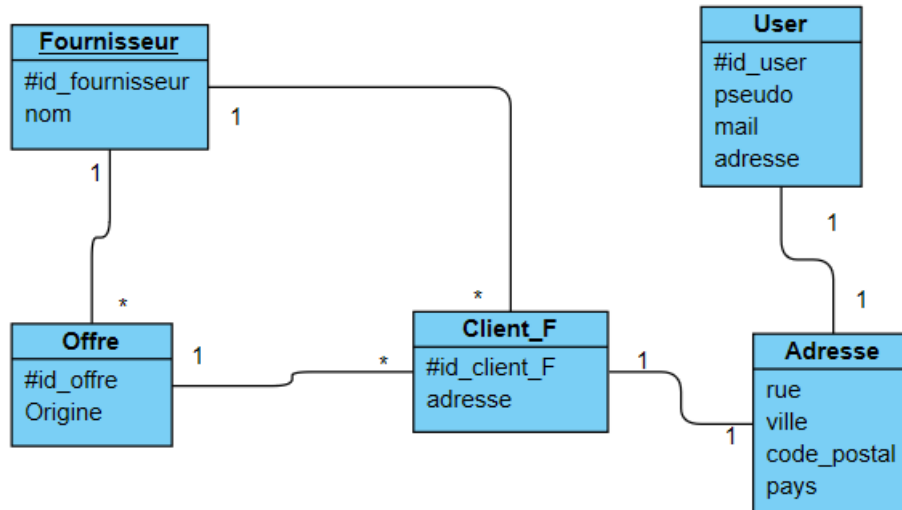 Fournisseur
#id_fournisseur
nom
User
#id_user
pseudo
mail
adresse
1
1
1
1
*
*
Offre
#id_offre
Origine
1
*
Client_F
#id_client_F
adresse
1
1
Adresse
rue
ville
code_postal
pays